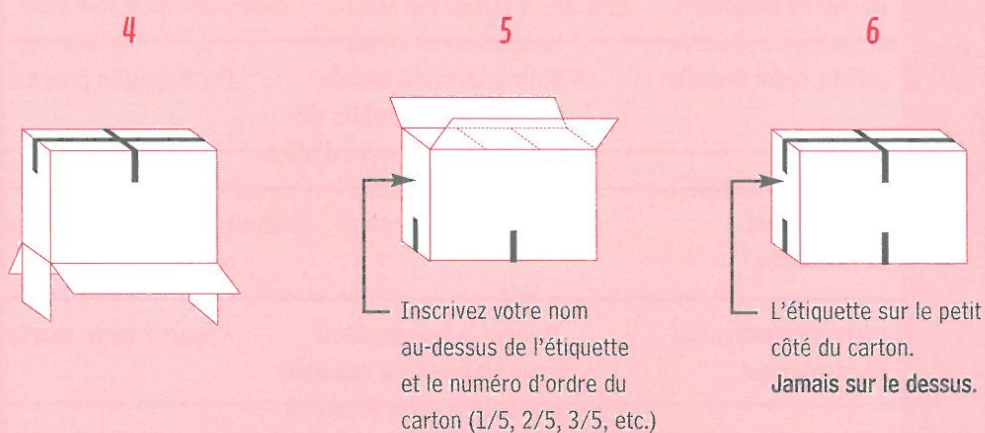 4
5
6
Inscrivez votre nom
au-dessus de l'étiquette
et le numéro d'ordre du
carton (1/5, 2/5, 3/5, etc.)
L'étiquette sur le petit
côté du carton.
Jamais sur le dessus.